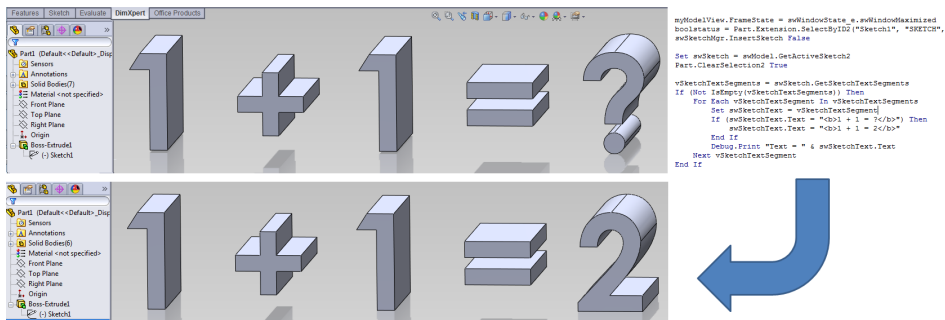 Features Sketch Evaluate DimXpert Office Products
Part1 (Default<<Default>_Disp
Sensors
Annotations
Solid Bodies(7)
Material <not specified>
Front Plane
Top Plane
Right Plane
Origin
Boss-Extrude1
(-) Sketch1
1 + 1 = ?
myModelView.FrameState = swWindowState_e.swWindowMaximized
boolstatus = Part.Extension.SelectByID2("Sketch1", "SKETCH",
swSketchMgr.InsertSketch False
Set swSketch = swModel.GetActiveSketch2
Part.ClearSelection2 True
vSketchTextSegments = swSketch.GetSketchTextSegments
If (Not IsEmpty(vSketchTextSegments)) Then
For Each vSketchTextSegment In vSketchTextSegments
Set swSketchText = vSketchTextSegment
If (swSketchText.Text = "<b>1 + 1 = ?</b>") Then
swSketchText.Text = "<b>1 + 1 = 2</b>"
End If
Debug.Print "Text = " & swSketchText.Text
Next vSketchTextSegment
End If
Part1 (Default<<Default>_Disp
Sensors
Annotations
Solid Bodies(6)
Material <not specified>
Front Plane
Top Plane
Right Plane
Origin
Boss-Extrude1
(-) Sketch1
1 + 1 = 2